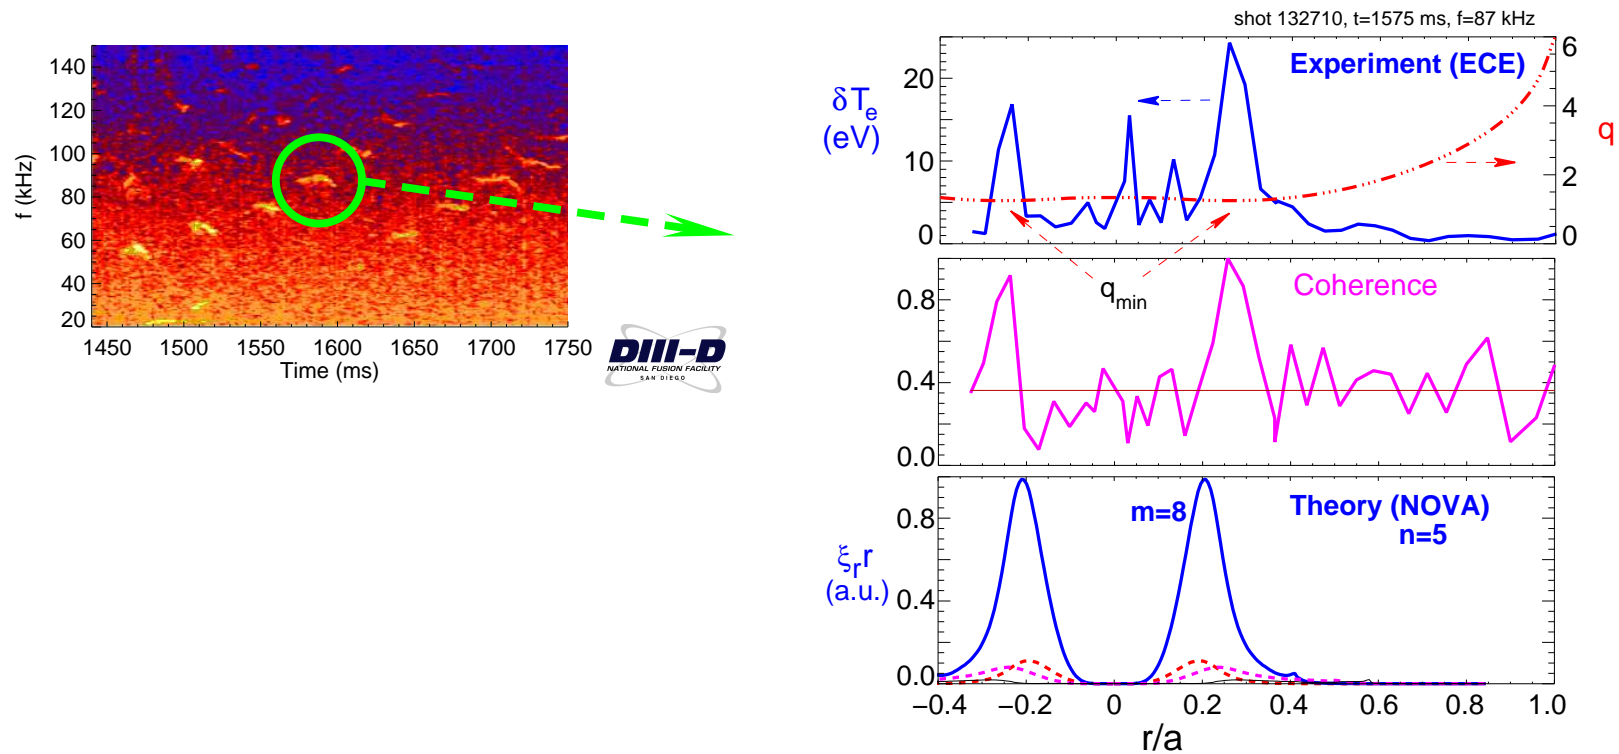 140
120
100
80
60
40
20
f (kHz)
1450 1500 1550 1600 1650 1700 1750
Time (ms)
DIII-D
NATIONAL FUSION FACILITY
SAN DIEGO
shot 132710, t=1575 ms, f=87 kHz
Experiment (ECE)
δTe
(eV)
20
10
0
6
4
2
0
q
qmin
Coherence
0.8
0.4
0.0
Theory (NOVA)
n=5
m=8
ξrr
(a.u.)
0.8
0.4
0.0
−0.4 −0.2 0 0.2 0.4 0.6 0.8 1.0
r/a